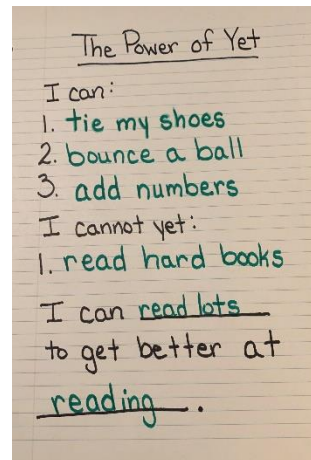 The Power of Yet
I can:
1. tie my shoes
2. bounce a ball
3. add numbers
I cannot yet:
1. read hard books
I can read lots
to get better at
reading.